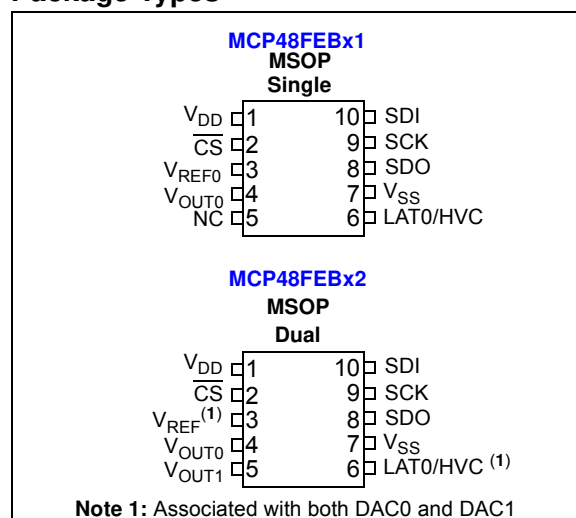 Package Types
MCP48FEBx1
MSOP
Single
VDD 1 10 SDI
CS 2 9 SCK
VREF0 3 8 SDO
VOUT0 4 7 VSS
NC 5 6 LAT0/HVC
MCP48FEBx2
MSOP
Dual
VDD 1 10 SDI
CS 2 9 SCK
VREF(1) 3 8 SDO
VOUT0 4 7 VSS
VOUT1 5 6 LAT0/HVC (1)
Note 1: Associated with both DAC0 and DAC1